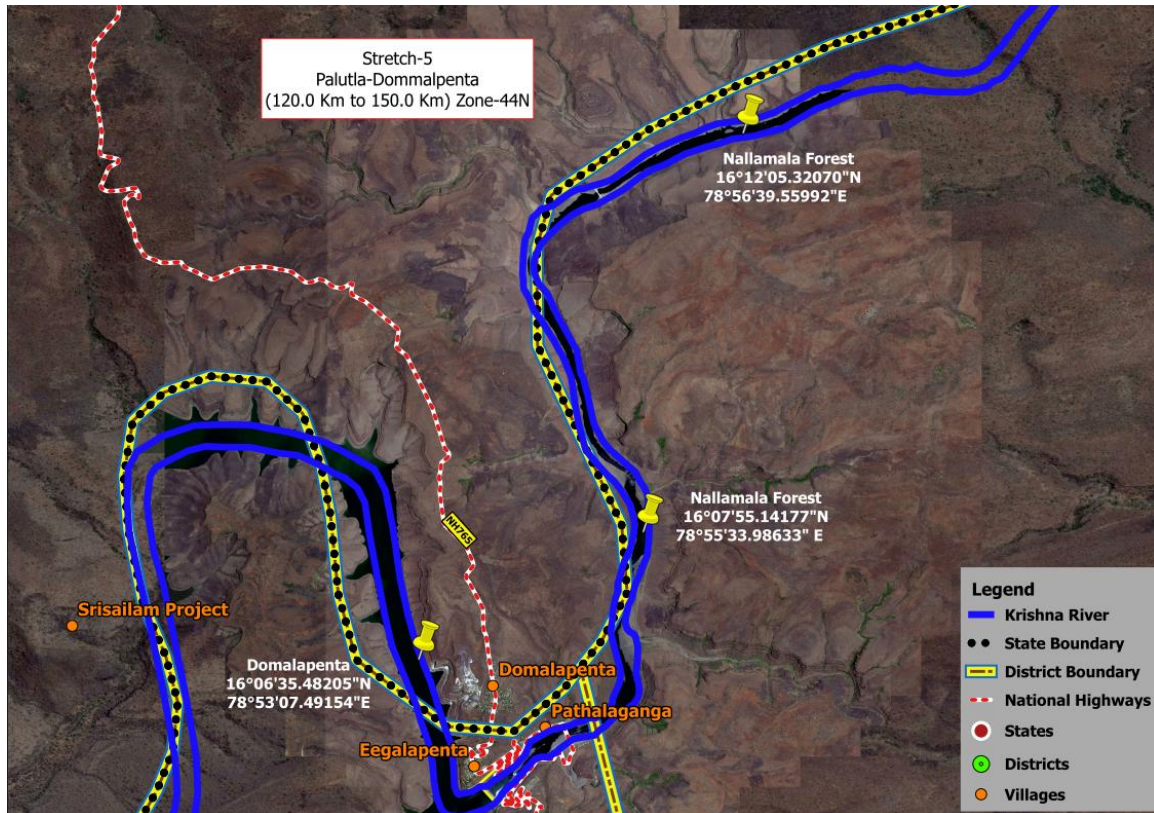 Stretch-5
Palutla-Dommalpenta
(120.0 Km to 150.0 Km) Zone-44N
Nallamala Forest
16°12'05.32070"N
78°56'39.55992"E
Nallamala Forest
16°07'55.14177"N
78°55'33.98633" E
NH765
Srisailam Project
Domalapenta
16°06'35.48205"N
78°53'07.49154"E
Domalapenta
Pathalaganga
Eegalapenta
Legend
Krishna River
State Boundary
District Boundary
National Highways
States
Districts
Villages